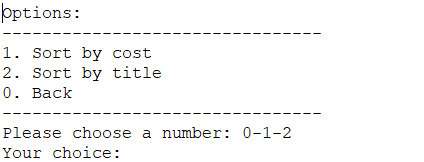 Options:
--------------------------------
1. Sort by cost
2. Sort by title
0. Back
--------------------------------
Please choose a number: 0-1-2
Your choice: